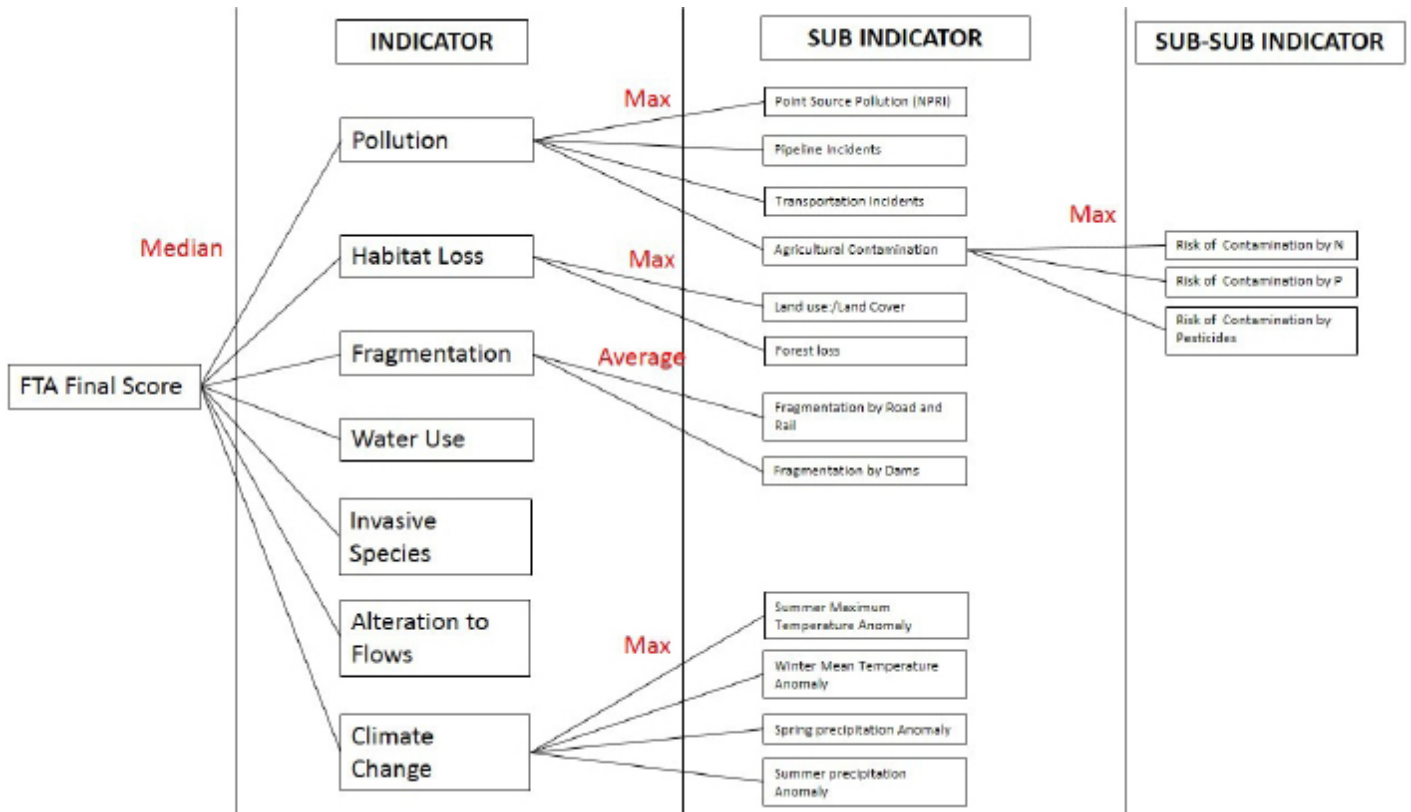 INDICATOR
SUB INDICATOR
SUB-SUB INDICATOR
Max
Point Source Pollution (NPRI)
Pollution
Pipeline Incidents
Transportation Incidents
Max
Median
Habitat Loss
Max
Agricultural Contamination
Risk of Contamination by N
Risk of Contamination by P
Land use:/Land Cover
Risk of Contamination by
Pesticides
Fragmentation
Average
Forest loss
FTA Final Score
Fragmentation by Road and
Rail
Water Use
Fragmentation by Dams
Invasive
Species
Alteration to
Flows
Max
Summer Maximum
Temperature Anomaly
Winter Mean Temperature
Anomaly
Climate
Change
Spring precipitation Anomaly
Summer precipitation
Anomaly